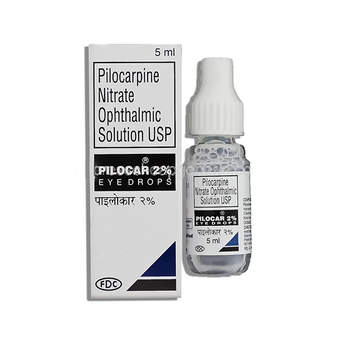 5 ml
Pilocarpine
Nitrate
Ophthalmic
Solution USP
PILOCAR® 2%
EYE DROPS
पाइलोकार २%
FDC
Pilocarpine
Nitrate Ophthalmic
Solution USP
PILOCAR 2%
EYE DROPS
पाइलोकार २%
5 ml